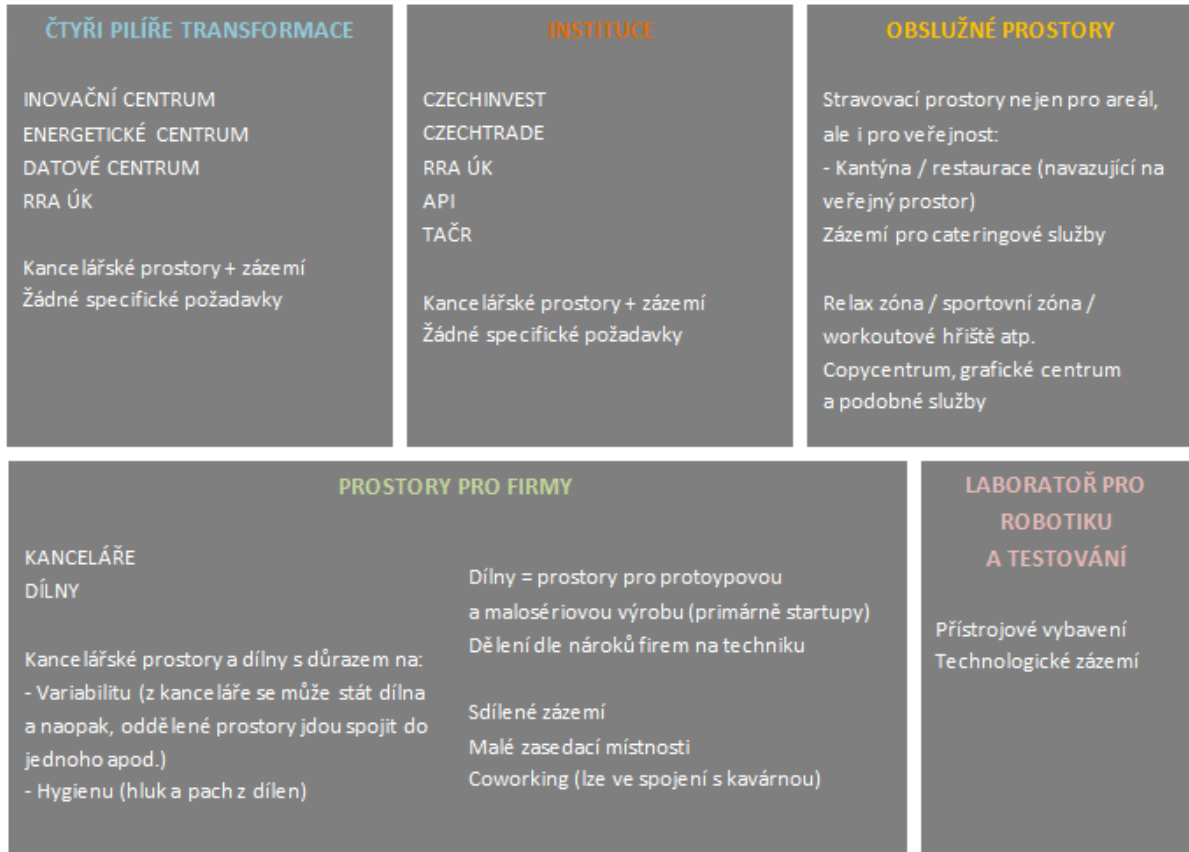 ČTYŘI PILÍŘE TRANSFORMACE
INOVAČNÍ CENTRUM
ENERGETICKÉ CENTRUM
DATOVÉ CENTRUM
RRA ÚK
Kancelářské prostory + zázemí
Žádné specifické požadavky
INSTITUCE
CZECHINVEST
CZECHTRADE
RRA ÚK
API
TAČR
Kancelářské prostory + zázemí
Žádné specifické požadavky
OBSLUŽNÉ PROSTORY
Stravovací prostory nejen pro areál,
ale i pro veřejnost:
- Kantýna / restaurace (navazující na
veřejný prostor)
Zázemí pro cateringové služby
Relax zóna / sportovní zóna /
workoutové hřiště atp.
Copycentrum, grafické centrum
a podobné služby
PROSTORY PRO FIRMY
KANCELÁŘE
DÍLNY
Kancelářské prostory a dílny s důrazem na:
- Variabilitu (z kanceláře se může stát dílna
a naopak, oddělené prostory jdou spojit do
jednoho apod.)
- Hygienu (hluk a pach z dílen)
Dílny = prostory pro protoypovou
a malosériovou výrobu (primárně startupy)
Dělení dle nároků firem na techniku
Sdílené zázemí
Malé zasedací místnosti
Coworking (lze ve spojení s kavárnou)
LABORATOŘ PRO
ROBOTIKU
A TESTOVÁNÍ
Přístrojové vybavení
Technologické zázemí